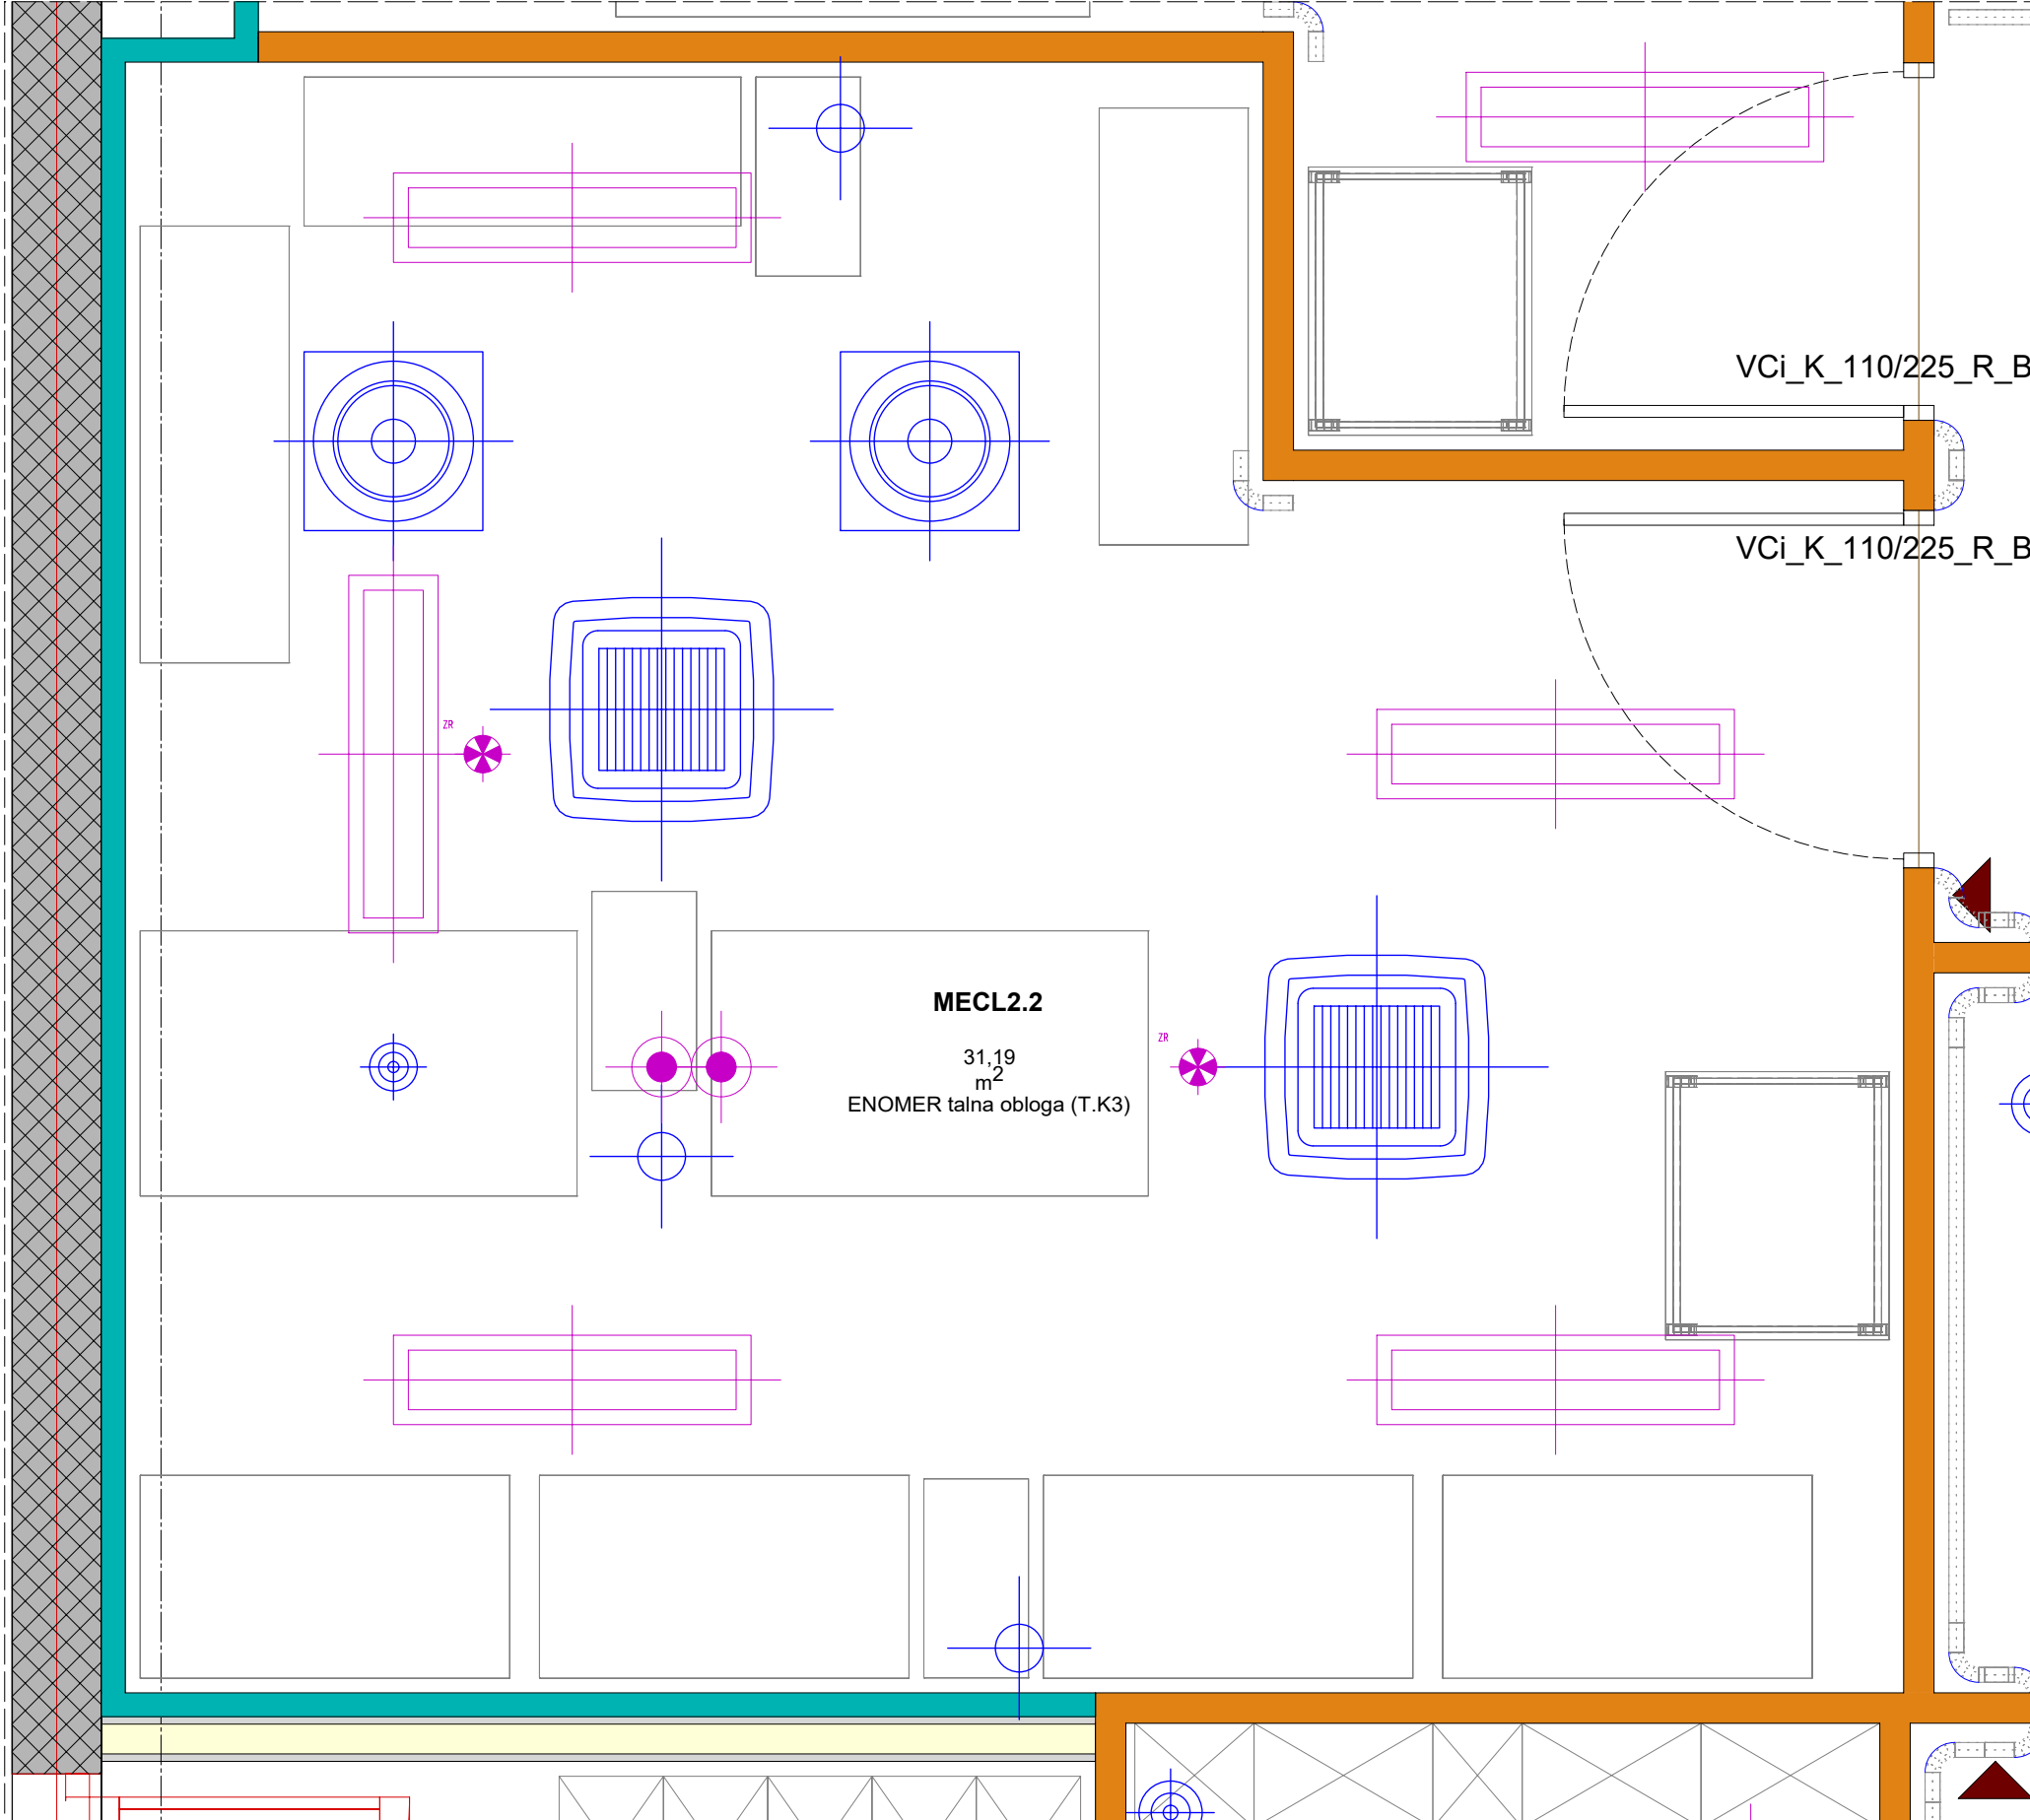 VCi_K_110/225_R_B
VCi_K_110/225_R_B
ZR
MECL2.2
ZR
31,19
m2
ENOMER talna obloga (T.K3)